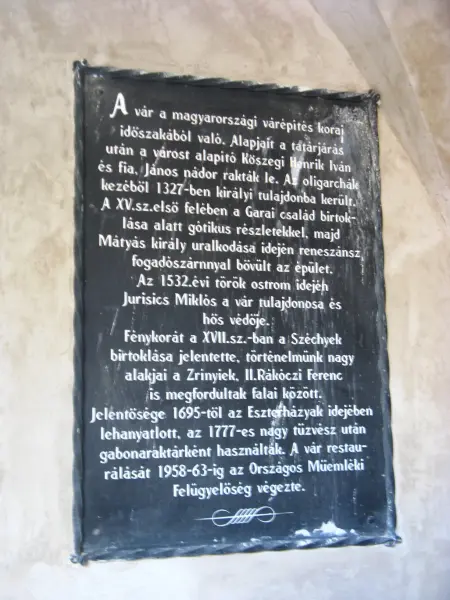 A vár a magyarországi várépítés korai
időszakából való. Alapjait a tatárjárás
után a várost alapító Kőszegi Henrik Iván
és fia, János nádor rakták le. Az oligarchák
kezéből 1327-ben királyi tulajdonba került.
A XV.sz.első felében a Garai család birtok-
lása alatt gótikus részletekkel, majd
Mátyás király uralkodása idején reneszánsz
fogadószárnnyal bővült az épület.
Az 1532.évi török ostrom idején
Jurisics Miklós a vár tulajdonosa és
hős védője.
Fénykorát a XVII.sz.-ban a Széchyek
birtoklása jelentette, történelmünk nagy
alakjai a Zrinyiek, II.Rákóczi Ferenc
is megfordultak falai között.
Jelentősége 1695-től az Eszterházyak idejében
lehanyatlott, az 1777-es nagy tűzvész után
gabonaraktárként használták. A vár restau-
rálását 1958-63-ig az Országos Műemléki
Felügyelőség végezte.